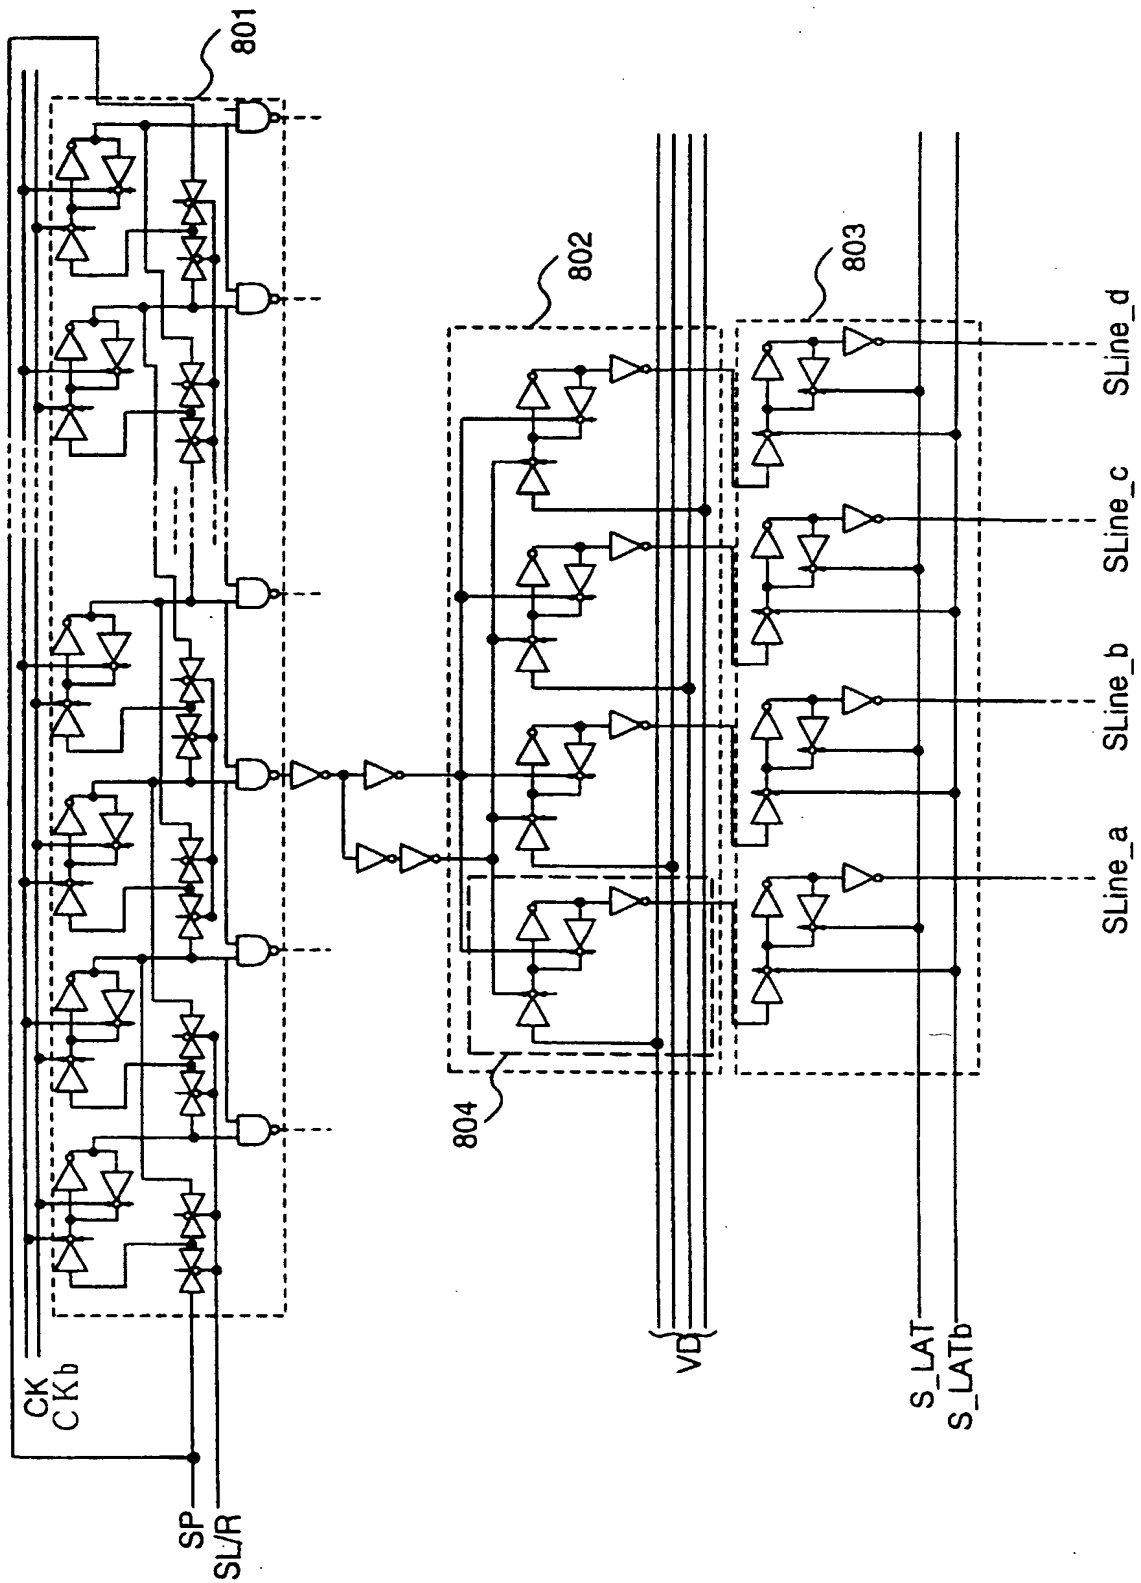 801
CK
CKb
SP
SL/R
802
804
VD
803
S_LAT
S_LATb
SLine_a
SLine_b
SLine_c
SLine_d